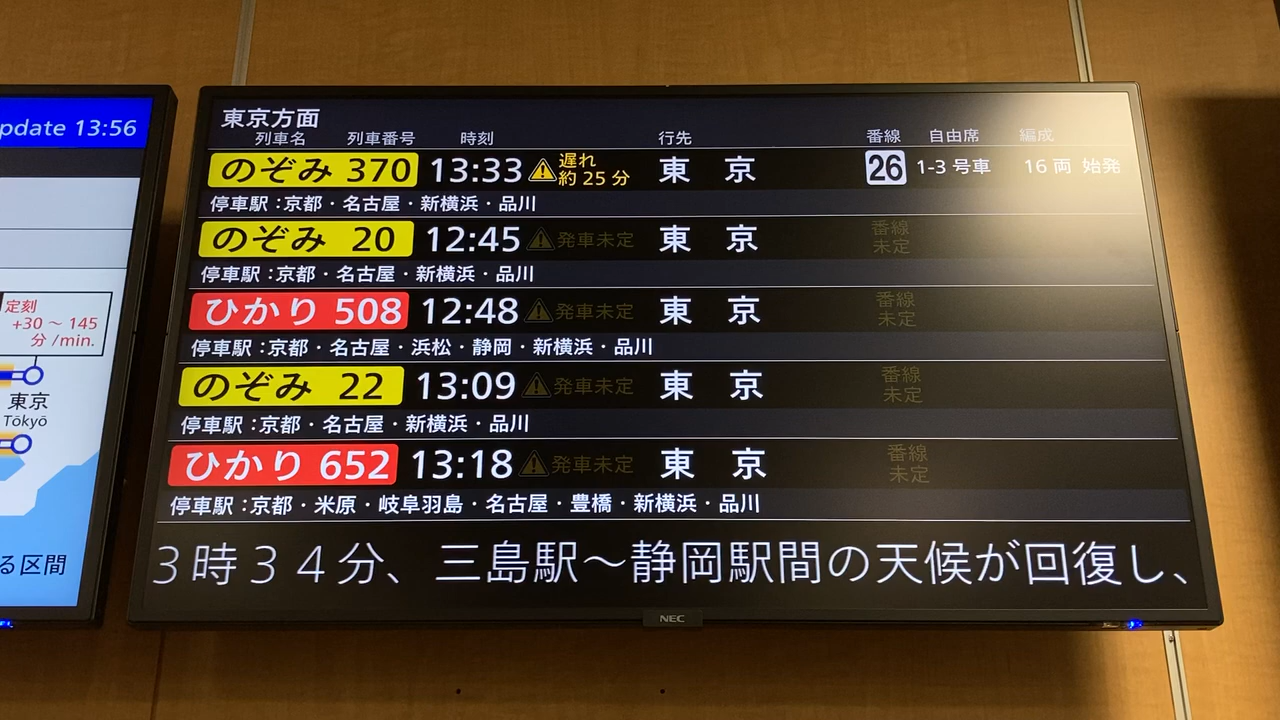 pdate 13:56
定刻
+30 ～ 145
分 /min.
東京
Tōkyō
る区間
東京方面
列車名 列車番号 時刻 行先 番線 自由席 編成
のぞみ 370 13:33 遅れ 約 25 分 東 京 26 1-3 号車 16 両 始発
停車駅：京都・名古屋・新横浜・品川
のぞみ 20 12:45 発車未定 東 京 番線 未定
停車駅：京都・名古屋・新横浜・品川
ひかり 508 12:48 発車未定 東 京 番線 未定
停車駅：京都・名古屋・浜松・静岡・新横浜・品川
のぞみ 22 13:09 発車未定 東 京 番線 未定
停車駅：京都・名古屋・新横浜・品川
ひかり 652 13:18 発車未定 東 京 番線 未定
停車駅：京都・米原・岐阜羽島・名古屋・豊橋・新横浜・品川
３時３４分、三島駅～静岡駅間の天候が回復し、
NEC